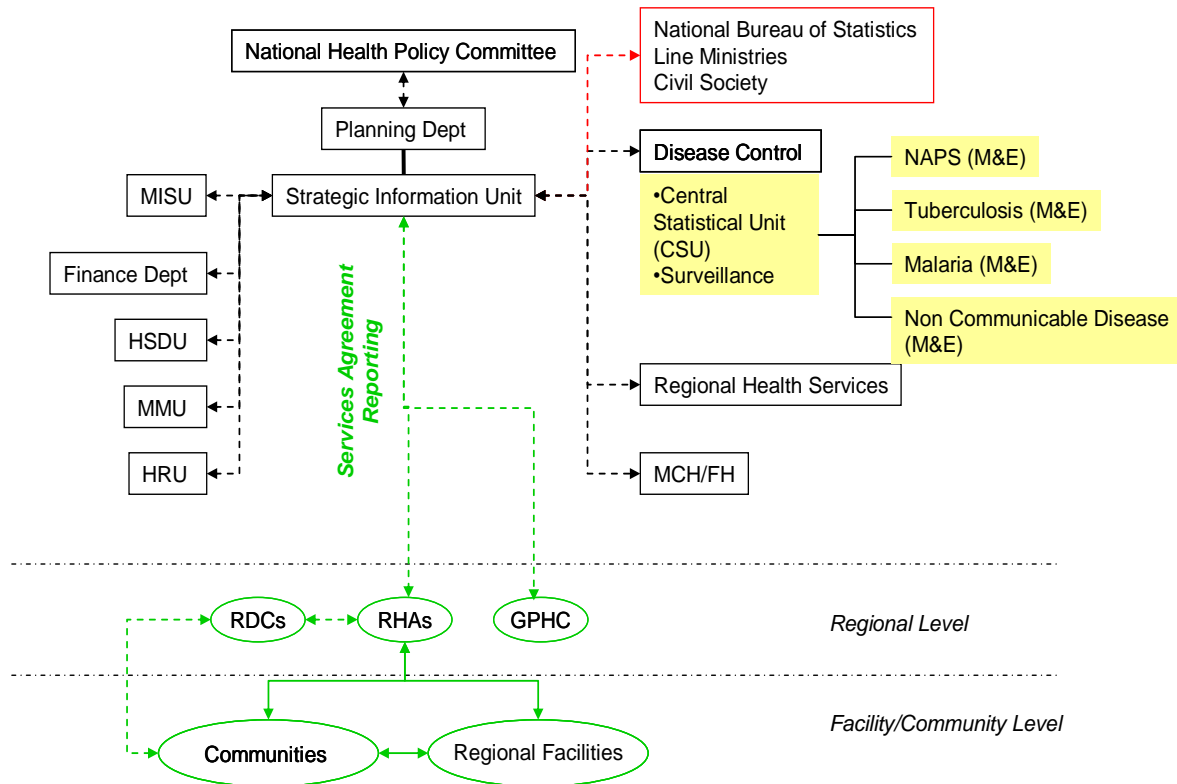 National Health Policy Committee
National Bureau of Statistics
Line Ministries
Civil Society
Planning Dept
Disease Control
NAPS (M&E)
MISU
Strategic Information Unit
•Central
Statistical Unit
(CSU)
•Surveillance
Tuberculosis (M&E)
Finance Dept
Malaria (M&E)
HSDU
Non Communicable Disease
(M&E)
Services Agreement
Reporting
MMU
Regional Health Services
HRU
MCH/FH
RDCs
RHAs
GPHC
Regional Level
Communities
Regional Facilities
Facility/Community Level